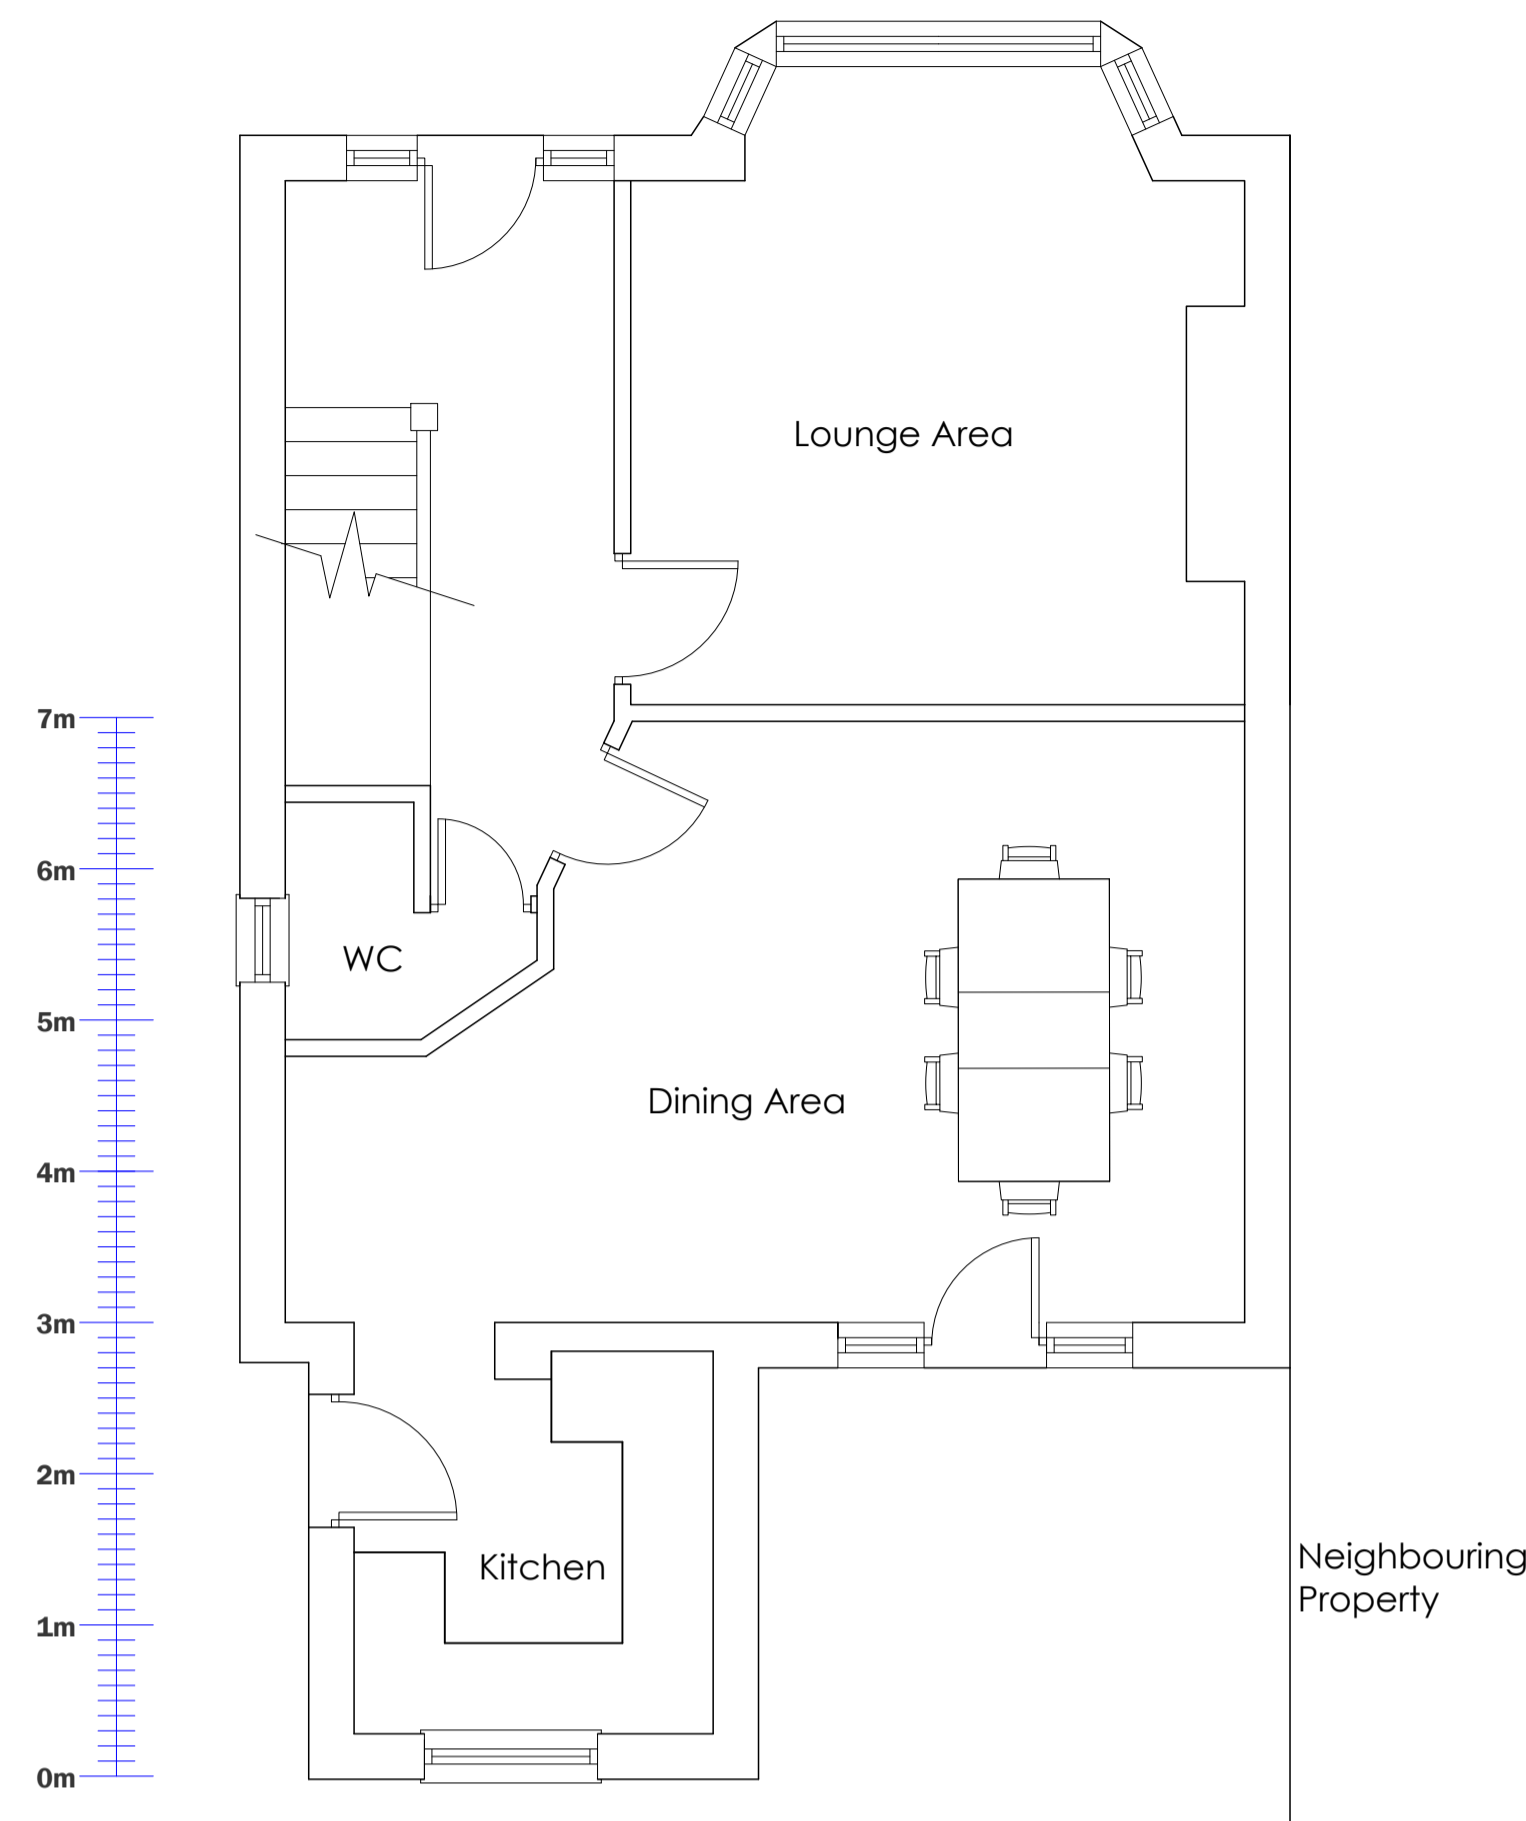 Lounge Area
7m
6m
WC
5m
Dining Area
4m
3m
2m
Kitchen
Neighbouring
Property
1m
0m